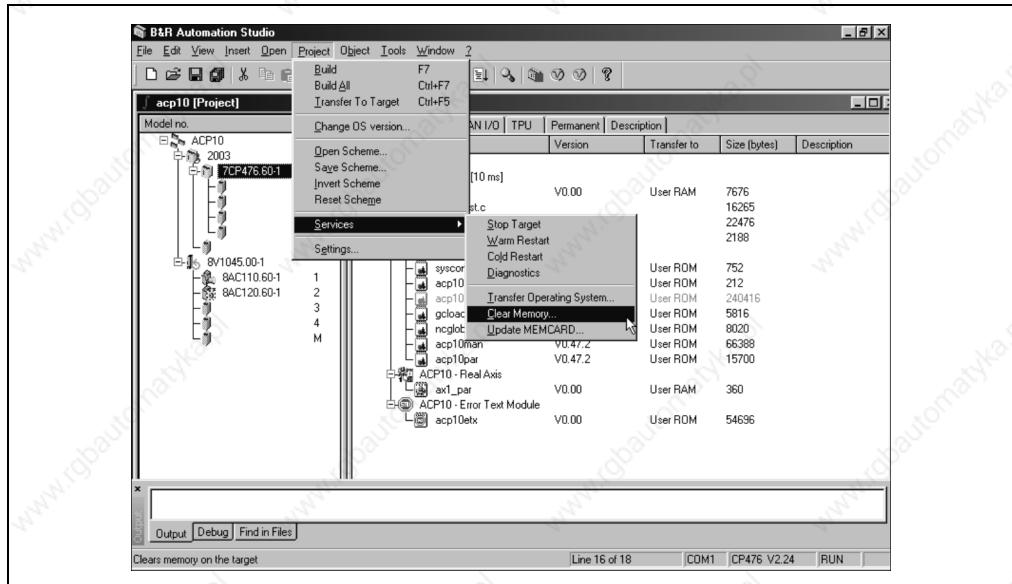 B&R Automation Studio
File Edit View Insert Open Project Object Tools Window ?
Build F7
Build All Ctrl+F7
Transfer To Target Ctrl+F5
Change OS version...
Open Scheme...
Save Scheme...
Invert Scheme
Reset Scheme
Services
Settings...
Stop Target
Warm Restart
Cold Restart
Diagnostics
Transfer Operating System...
Clear Memory...
Update MEMCARD...
acp10 [Project]
Model no.
ACP10
2003
7CP476.60-1
8V1045.00-1
8AC110.60-1 1
8AC120.60-1 2
3
4
M
AN I/O TPU Permanent Description
Version Transfer to Size (bytes) Description
[10 ms]
V0.00 User RAM 7676
st.c 16265
22476
2188
syscor User ROM 752
acp10 User ROM 212
acp10 User ROM 240416
gcloac User ROM 5816
ncglob User ROM 8020
acp10man V0.47.2 User ROM 66388
acp10par V0.47.2 User ROM 15700
ACP10 - Real Axis
ax1_par V0.00 User RAM 360
ACP10 - Error Text Module
acp10etx V0.00 User ROM 54696
Output
Output Debug Find in Files
Clears memory on the target Line 16 of 18 COM1 CP476 V2.24 RUN
www.rgbautomatyka.pl